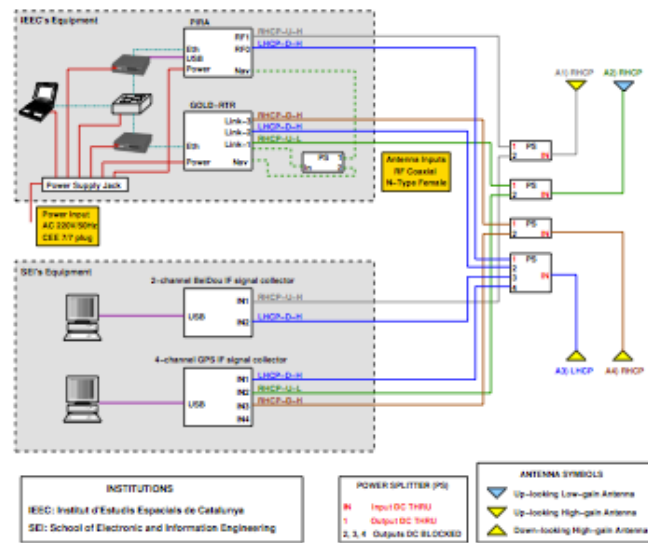 IEEC's Equipment
PIRA
RF1
RF2
Eth
USB
Power
Nav
RHCP-U-H
LHCP-D-H
GOLD-RTR
Link-3
Link-2
Link-1
Eth
Power
Nav
RHCP-D-H
LHCP-D-H
RHCP-U-L
PS
In
1
2
Power Supply Jack
Antenna Inputs
RF Coaxial
N-Type Female
Power Input
AC 220V/50Hz
CEE 7/7 plug
A1) RHCP
A2) RHCP
1 PS
2 IN
1 PS
2 IN
1 PS
2 IN
1 PS
2
3 IN
4
A3) LHCP
A4) RHCP
SEI's Equipment
2-channel BeiDou IF signal collector
USB
IN1
IN2
RHCP-U-H
LHCP-D-H
4-channel GPS IF signal collector
USB
IN1
IN2
IN3
IN4
LHCP-D-H
RHCP-U-L
RHCP-D-H
INSTITUTIONS
IEEC: Institut d'Estudis Espacials de Catalunya
SEI: School of Electronic and Information Engineering
POWER SPLITTER (PS)
IN Input DC THRU
1 Output DC THRU
2, 3, 4 Outputs DC BLOCKED
ANTENNA SYMBOLS
Up-looking Low-gain Antenna
Up-looking High-gain Antenna
Down-looking High-gain Antenna